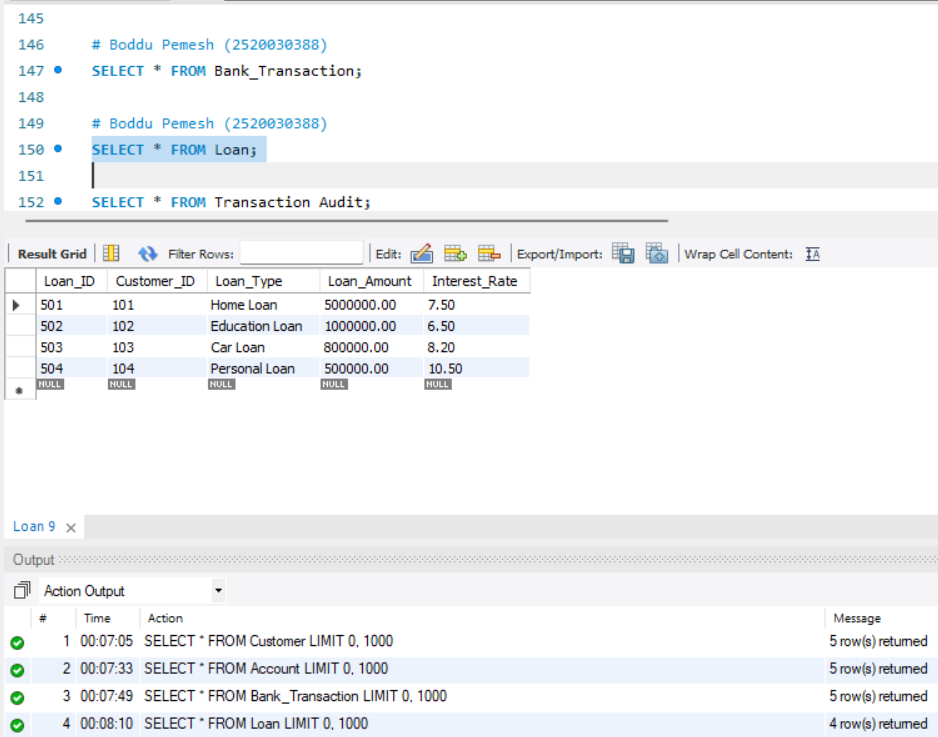 145
146 # Boddu Pemesh (2520030388)
147 SELECT * FROM Bank_Transaction;
148
149 # Boddu Pemesh (2520030388)
150 SELECT * FROM Loan;
151
152 SELECT * FROM Transaction Audit;
Result Grid Filter Rows: Edit: Export/Import: Wrap Cell Content: IA
Loan_ID Customer_ID Loan_Type Loan_Amount Interest_Rate
501 101 Home Loan 5000000.00 7.50
502 102 Education Loan 1000000.00 6.50
503 103 Car Loan 800000.00 8.20
504 104 Personal Loan 500000.00 10.50
NULL NULL NULL NULL NULL
Loan 9 ×
Output
Action Output
# Time Action Message
1 00:07:05 SELECT * FROM Customer LIMIT 0, 1000 5 row(s) returned
2 00:07:33 SELECT * FROM Account LIMIT 0, 1000 5 row(s) returned
3 00:07:49 SELECT * FROM Bank_Transaction LIMIT 0, 1000 5 row(s) returned
4 00:08:10 SELECT * FROM Loan LIMIT 0, 1000 4 row(s) returned